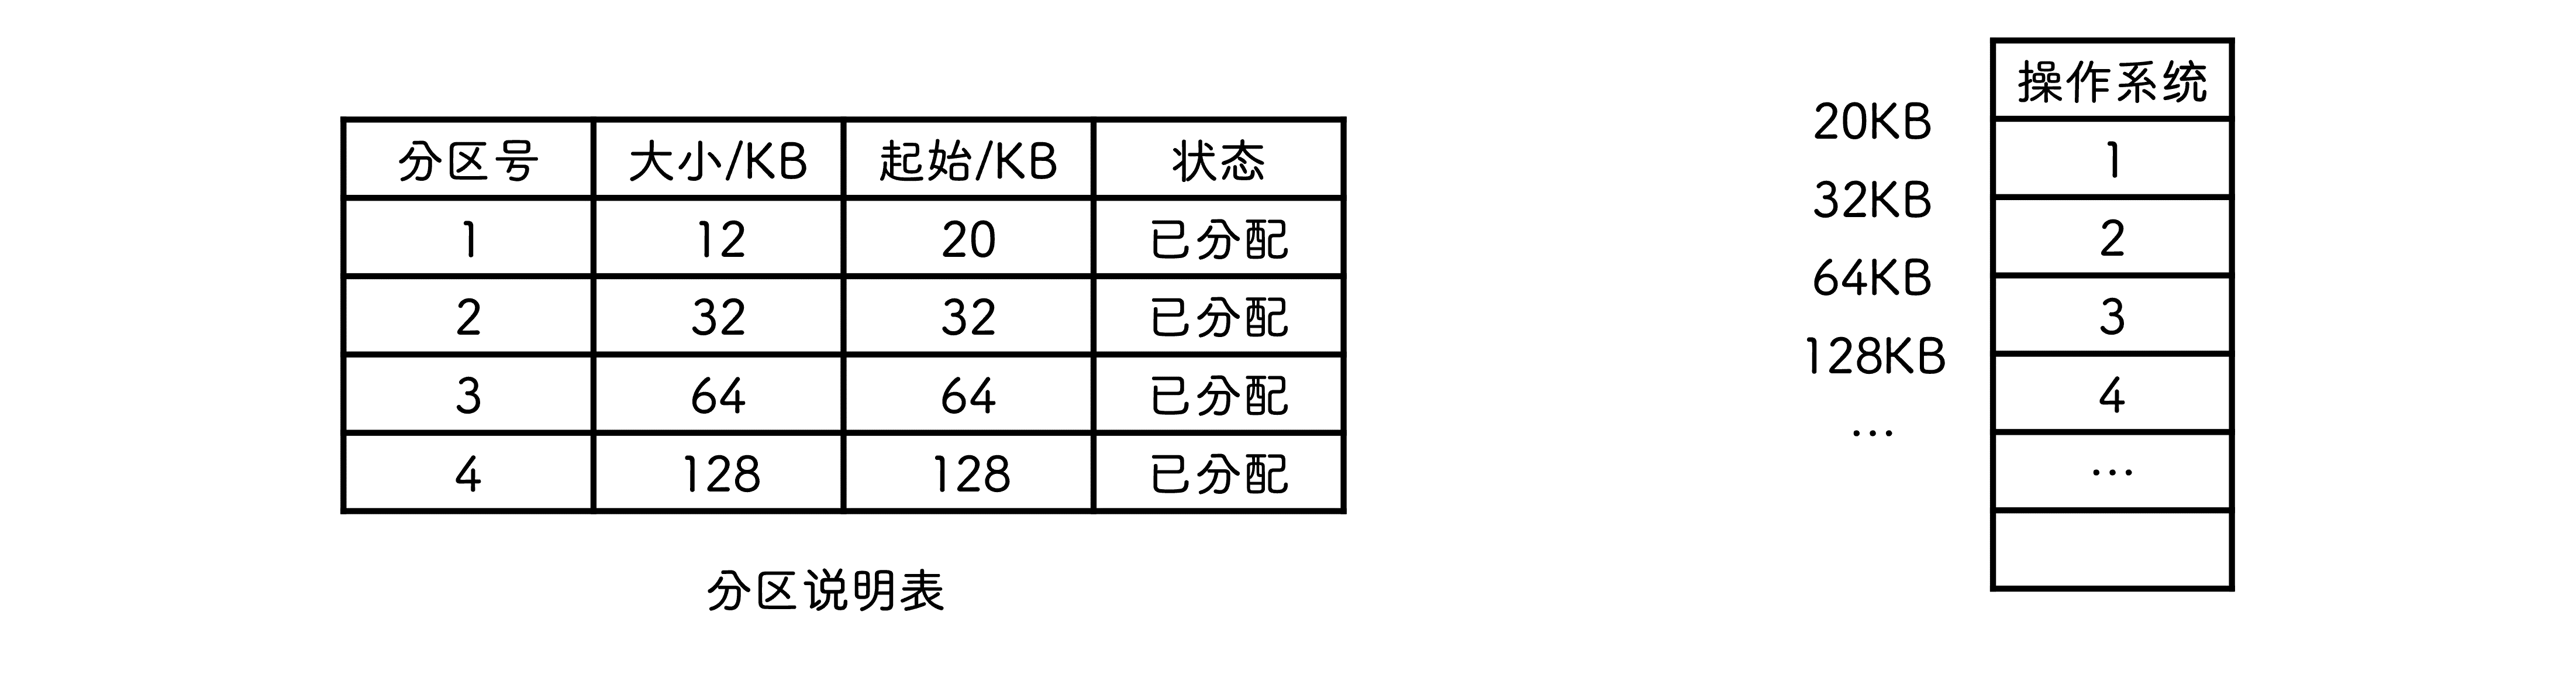 分区号 大小/KB 起始/KB 状态
1 12 20 已分配
2 32 32 已分配
3 64 64 已分配
4 128 128 已分配
分区说明表
操作系统
20KB
1
32KB
2
64KB
3
128KB
4
...
...